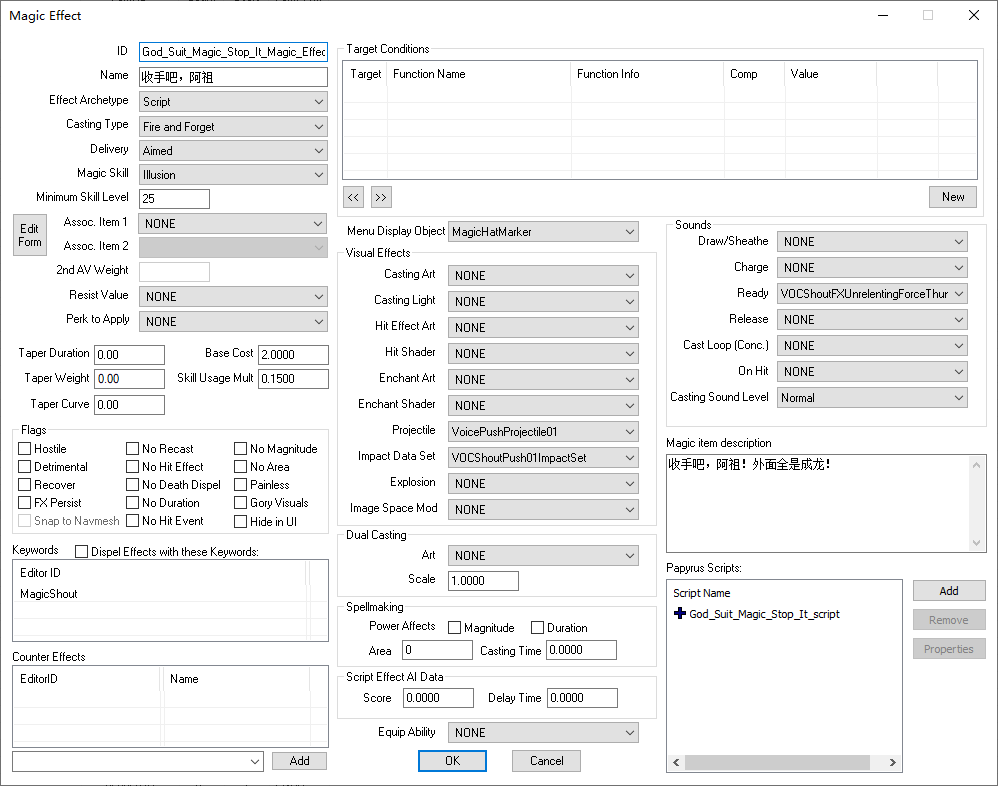 Magic Effect
ID God_Suit_Magic_Stop_It_Magic_Effec
Name 收手吧，阿祖
Effect Archetype Script
Casting Type Fire and Forget
Delivery Aimed
Magic Skill Illusion
Minimum Skill Level 25
Edit Form
Assoc. Item 1 NONE
Assoc. Item 2
2nd AV Weight
Resist Value NONE
Perk to Apply NONE
Taper Duration 0.00 Base Cost 2.0000
Taper Weight 0.00 Skill Usage Mult 0.1500
Taper Curve 0.00
Flags
Hostile No Recast No Magnitude
Detrimental No Hit Effect No Area
Recover No Death Dispel Painless
FX Persist No Duration Gory Visuals
Snap to Navmesh No Hit Event Hide in UI
Keywords Dispel Effects with these Keywords:
Editor ID
MagicShout
Counter Effects
EditorID Name
Add
Target Conditions
Target Function Name Function Info Comp Value
<< >> New
Menu Display Object MagicHatMarker
Visual Effects
Casting Art NONE
Casting Light NONE
Hit Effect Art NONE
Hit Shader NONE
Enchant Art NONE
Enchant Shader NONE
Projectile VoicePushProjectile01
Impact Data Set VOCShoutPush01ImpactSet
Explosion NONE
Image Space Mod NONE
Dual Casting
Art NONE
Scale 1.0000
Spellmaking
Power Affects Magnitude Duration
Area 0 Casting Time 0.0000
Script Effect AI Data
Score 0.0000 Delay Time 0.0000
Equip Ability NONE
OK Cancel
Sounds
Draw/Sheathe NONE
Charge NONE
Ready VOCShoutFXUnrelentingForceThur
Release NONE
Cast Loop (Conc.) NONE
On Hit NONE
Casting Sound Level Normal
Magic item description
收手吧，阿祖！外面全是成龙！
Papyrus Scripts:
Script Name
God_Suit_Magic_Stop_It_script
Add
Remove
Properties